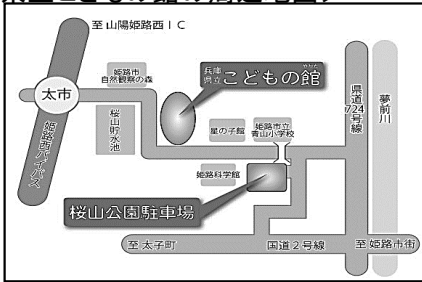 至山陽姫路西IC
兵庫
県立こどもの館
やかた
姫路市
自然観察の森
太市
桜山
貯水
池
星の子館
姫路市立
青山小学校
県道
724
号線
夢前川
姫路西バイパス
姫路科学館
桜山公園駐車場
至太子町
国道2号線
至姫路市街